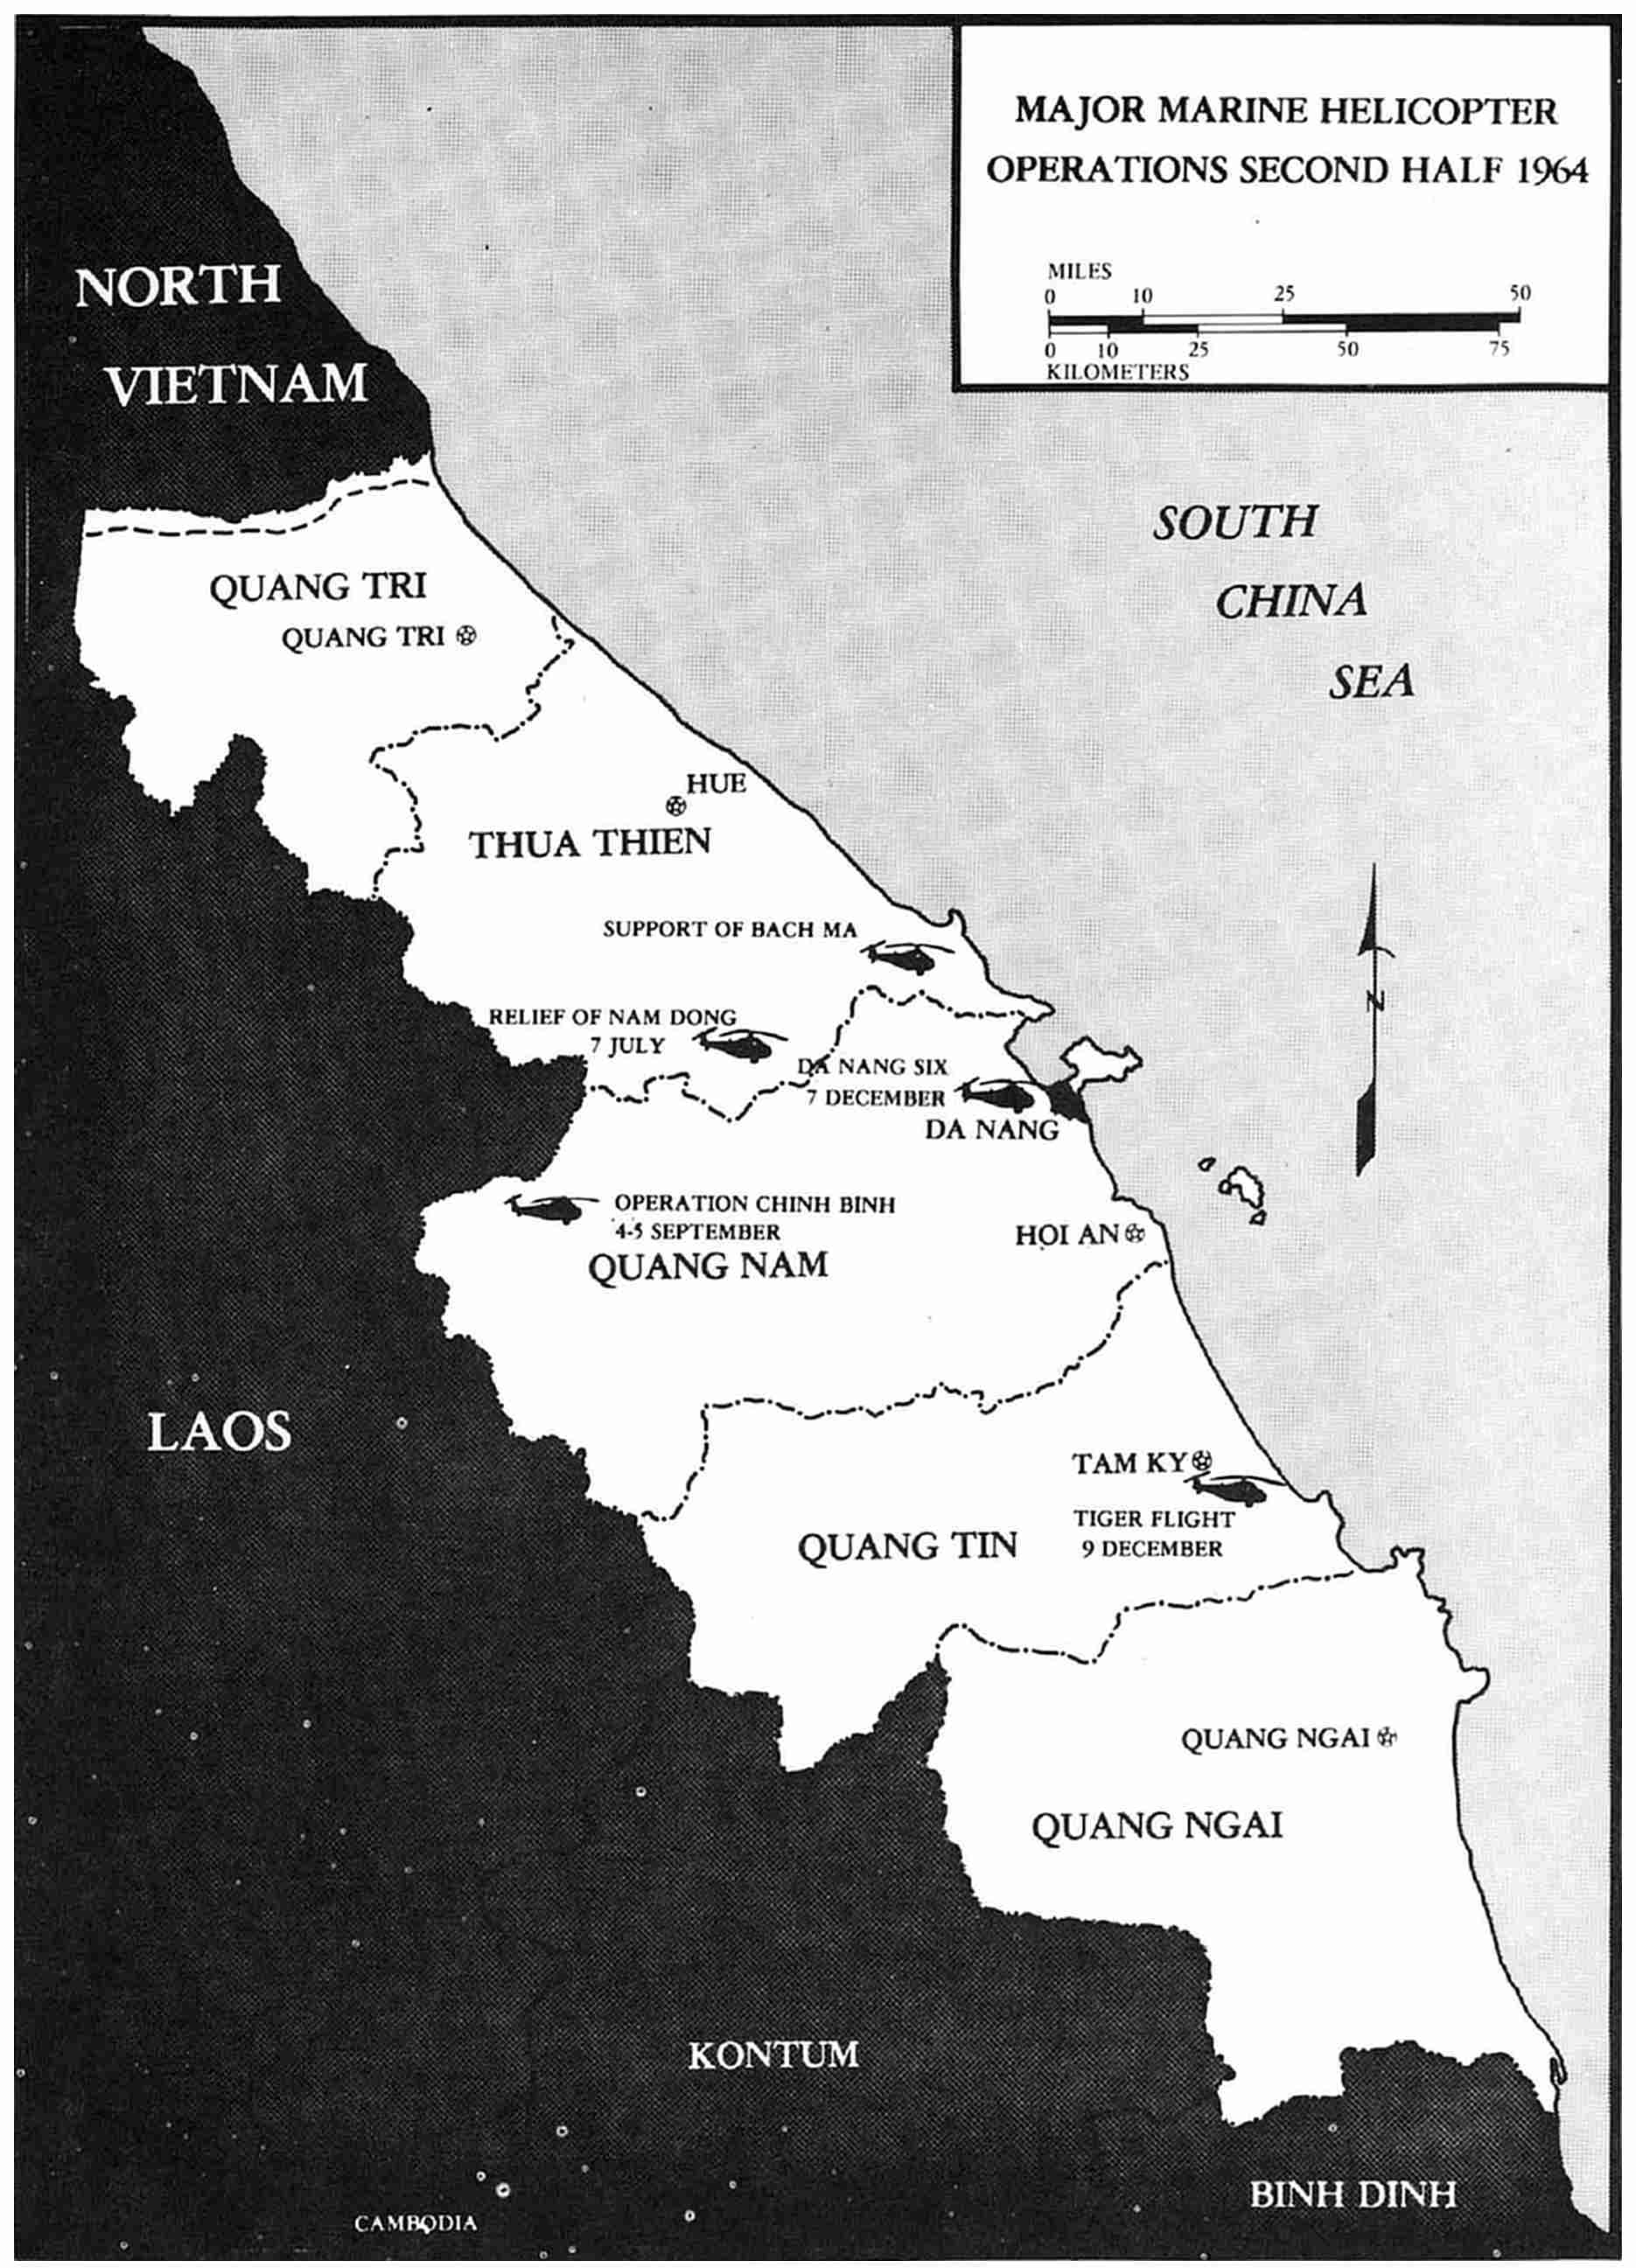 MAJOR MARINE HELICOPTER
OPERATIONS SECOND HALF 1964
MILES
0 10 25 50
0 10 25 50 75
KILOMETERS
NORTH
VIETNAM
SOUTH
CHINA
SEA
QUANG TRI
QUANG TRI
HUE
THUA THIEN
SUPPORT OF BACH MA
N
RELIEF OF NAM DONG
7 JULY
DA NANG SIX
7 DECEMBER
DA NANG
OPERATION CHINH BINH
4-5 SEPTEMBER
HOI AN
QUANG NAM
LAOS
TAM KY
TIGER FLIGHT
9 DECEMBER
QUANG TIN
QUANG NGAI
QUANG NGAI
KONTUM
BINH DINH
CAMBODIA